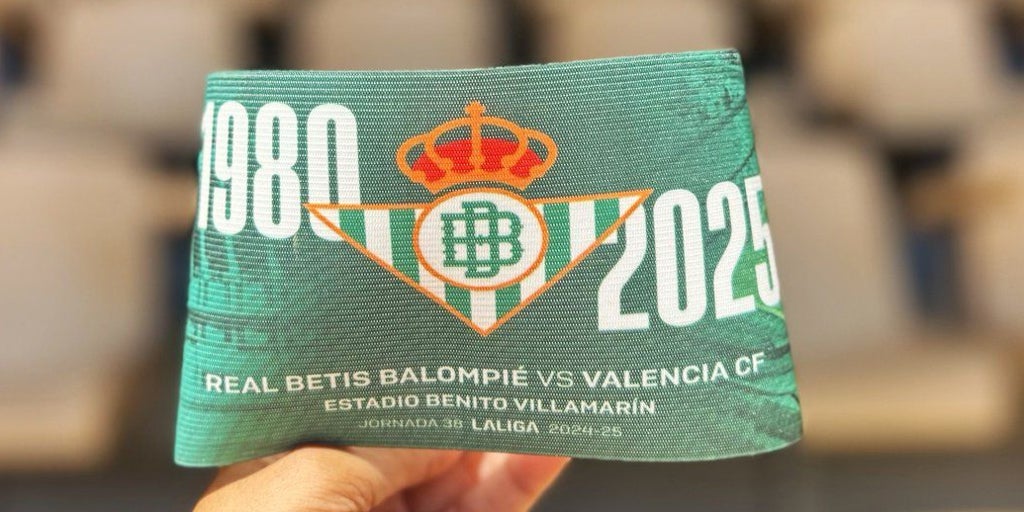 1980
2025
REAL BETIS BALOMPIÉ VS VALENCIA CF
ESTADIO BENITO VILLAMARÍN
JORNADA 38 LALIGA 2024-25